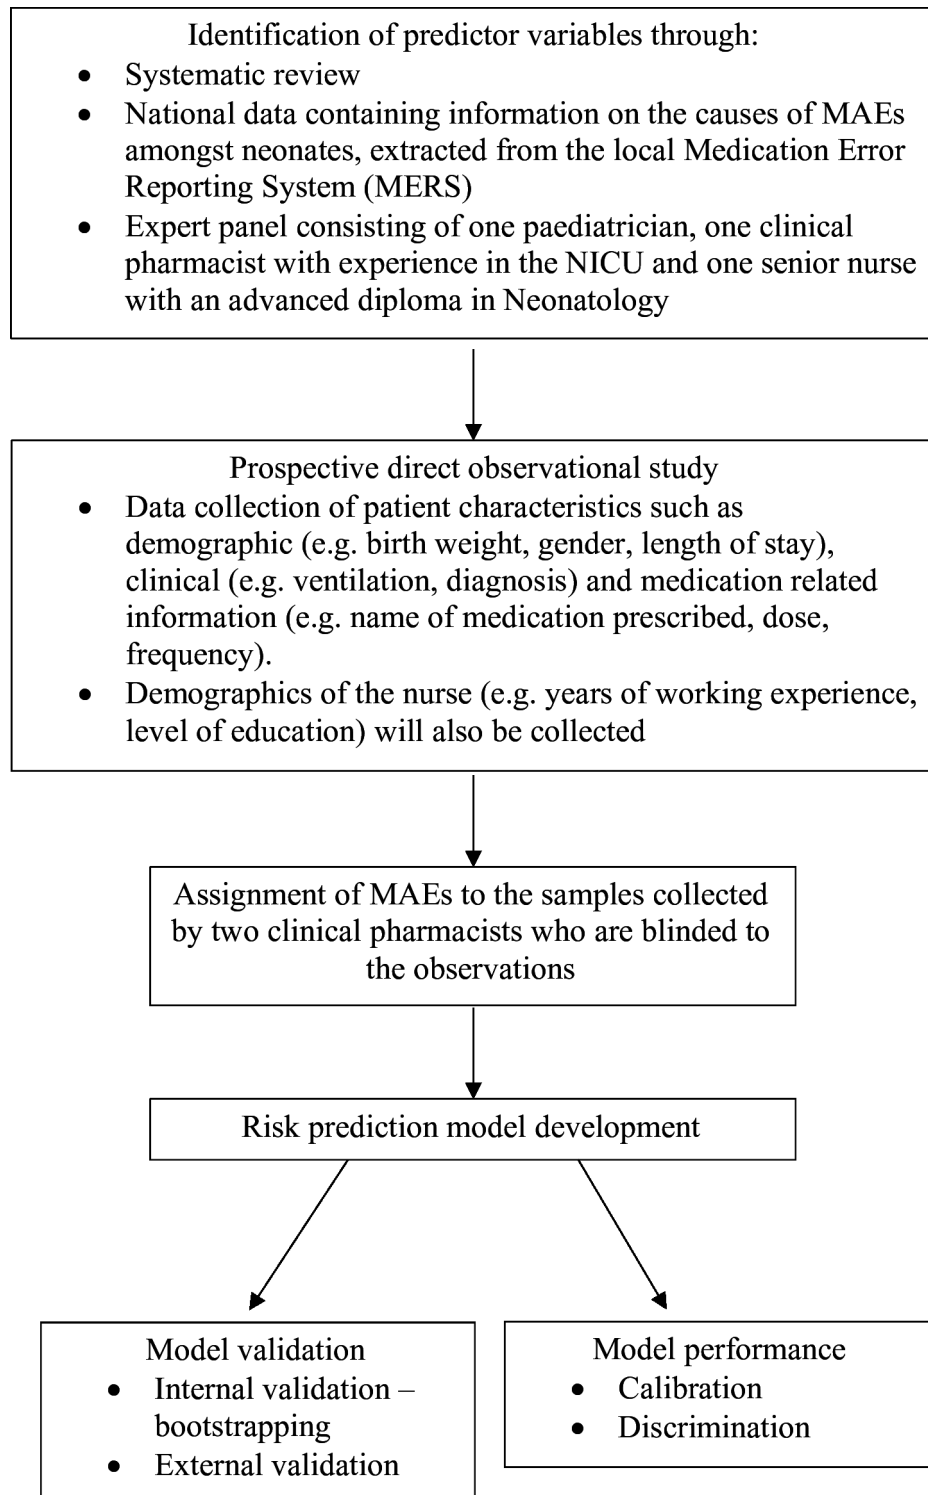 Identification of predictor variables through:
• Systematic review
• National data containing information on the causes of MAEs
amongst neonates, extracted from the local Medication Error
Reporting System (MERS)
• Expert panel consisting of one paediatrician, one clinical
pharmacist with experience in the NICU and one senior nurse
with an advanced diploma in Neonatology
Prospective direct observational study
• Data collection of patient characteristics such as
demographic (e.g. birth weight, gender, length of stay),
clinical (e.g. ventilation, diagnosis) and medication related
information (e.g. name of medication prescribed, dose,
frequency).
• Demographics of the nurse (e.g. years of working experience,
level of education) will also be collected
Assignment of MAEs to the samples collected
by two clinical pharmacists who are blinded to
the observations
Risk prediction model development
Model validation
• Internal validation –
bootstrapping
• External validation
Model performance
• Calibration
• Discrimination